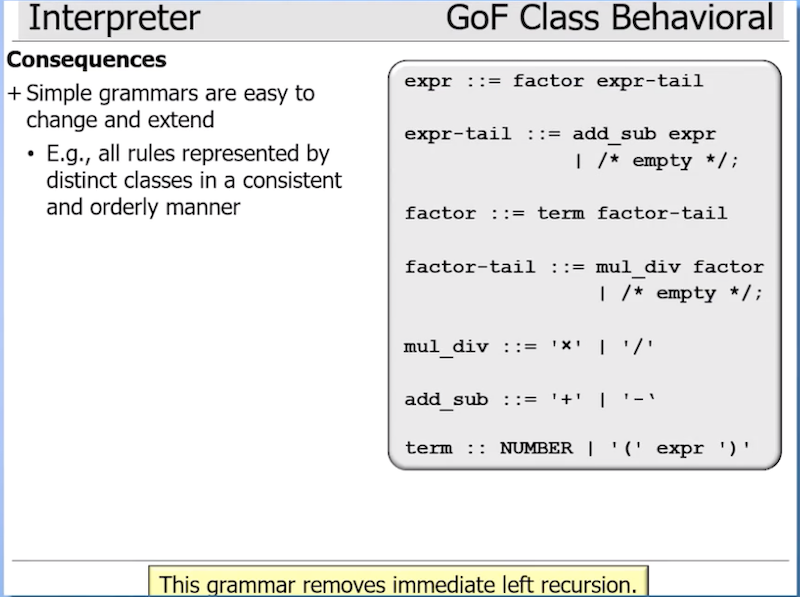 Interpreter
GoF Class Behavioral
Consequences
+ Simple grammars are easy to
change and extend
• E.g., all rules represented by
distinct classes in a consistent
and orderly manner
expr ::= factor expr-tail
expr-tail ::= add_sub expr
| /* empty */;
factor ::= term factor-tail
factor-tail ::= mul_div factor
| /* empty */;
mul_div ::= '×' | '/'
add_sub ::= '+' | '-‛
term :: NUMBER | '(' expr ')'
This grammar removes immediate left recursion.